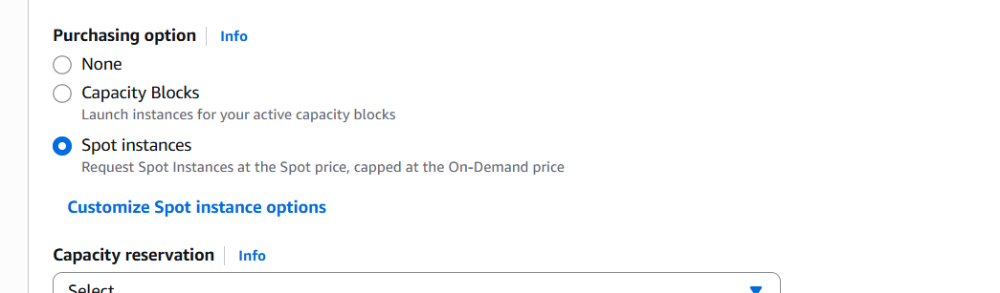 Purchasing option Info
None
Capacity Blocks
Launch instances for your active capacity blocks
Spot instances
Request Spot Instances at the Spot price, capped at the On-Demand price
Customize Spot instance options
Capacity reservation Info
Select